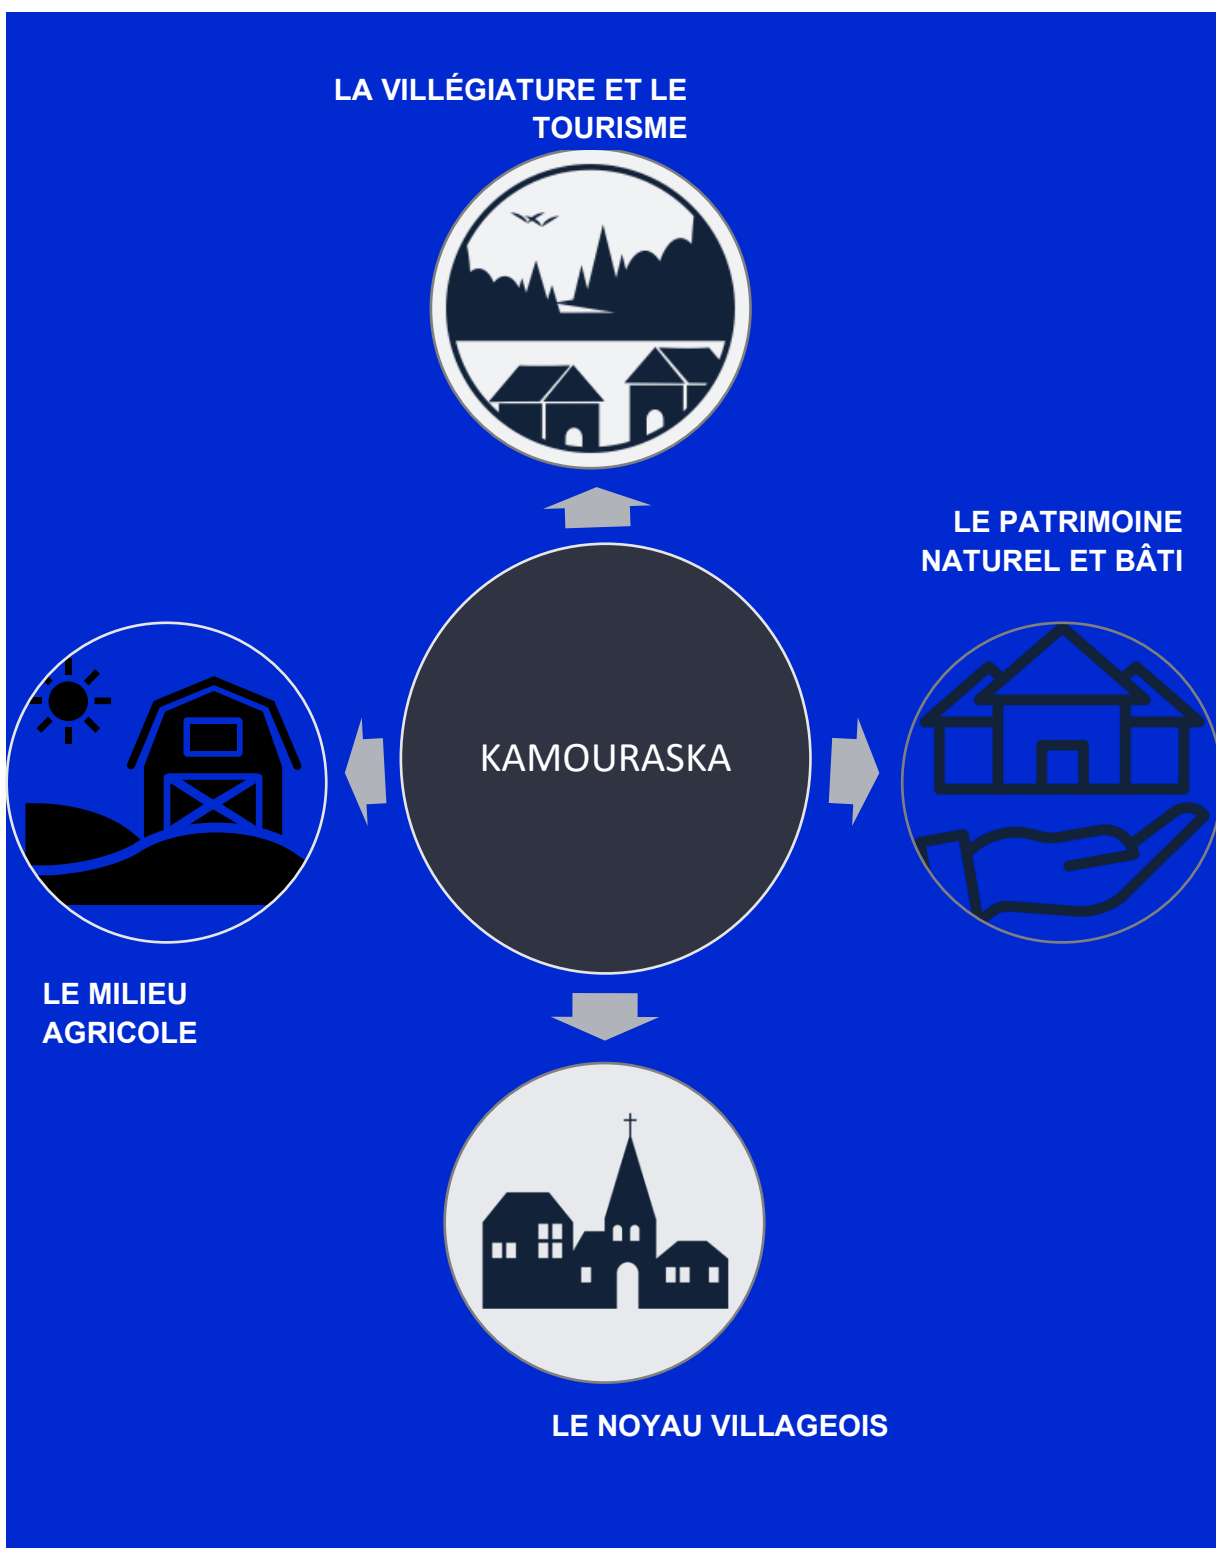 LA VILLÉGIATURE ET LE
TOURISME
LE PATRIMOINE
NATUREL ET BÂTI
KAMOURASKA
LE MILIEU
AGRICOLE
LE NOYAU VILLAGEOIS